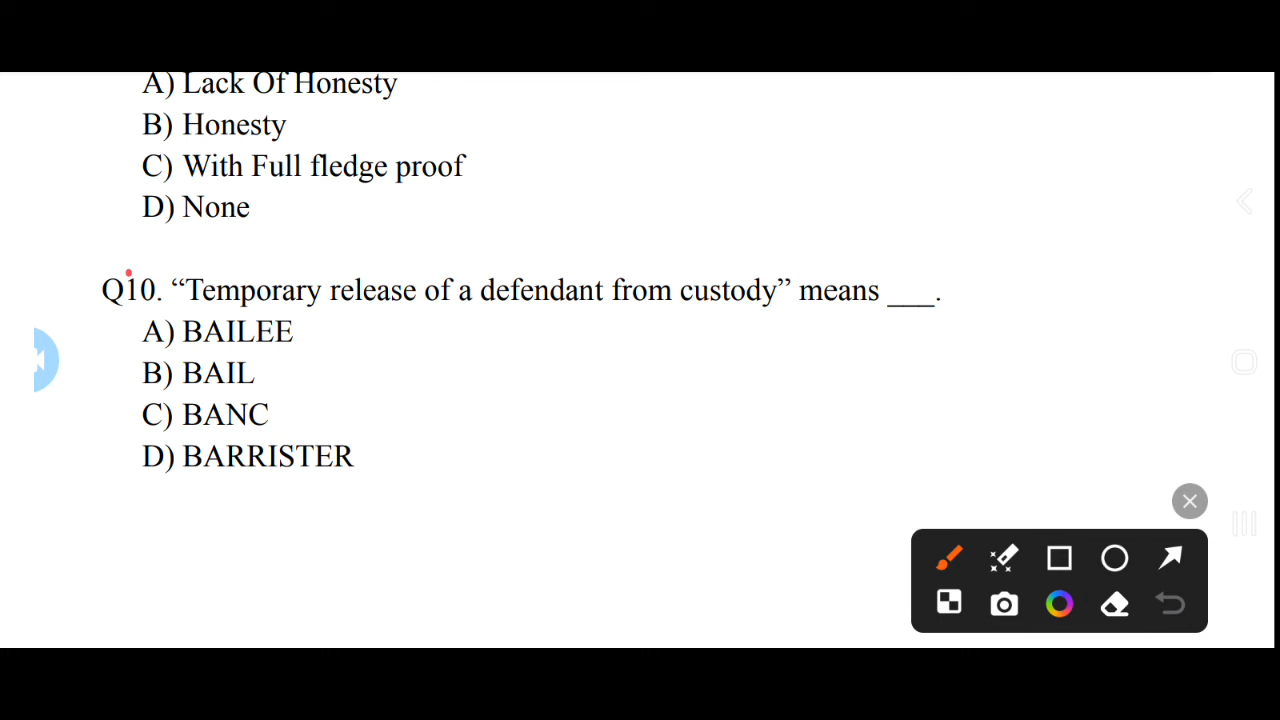 A) Lack Of Honesty
B) Honesty
C) With Full fledge proof
D) None
Q10. “Temporary release of a defendant from custody” means ___.
A) BAILEE
B) BAIL
C) BANC
D) BARRISTER